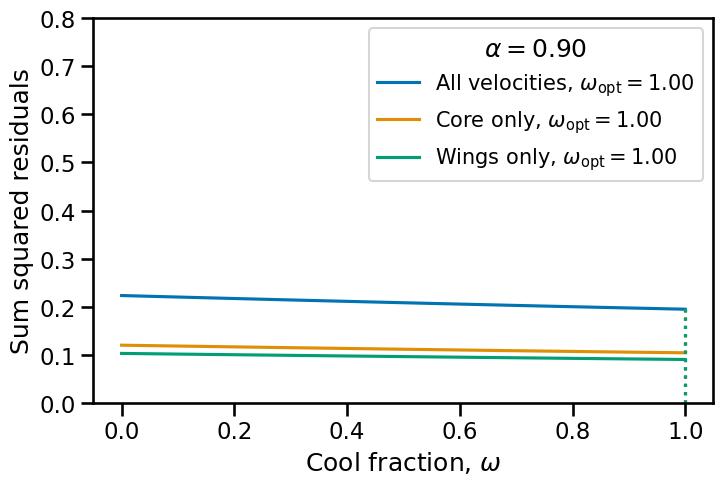 0.8
0.7
0.6
0.5
0.4
0.3
0.2
0.1
0.0
Sum squared residuals
α = 0.90
All velocities, ω_opt = 1.00
Core only, ω_opt = 1.00
Wings only, ω_opt = 1.00
0.0 0.2 0.4 0.6 0.8 1.0
Cool fraction, ω